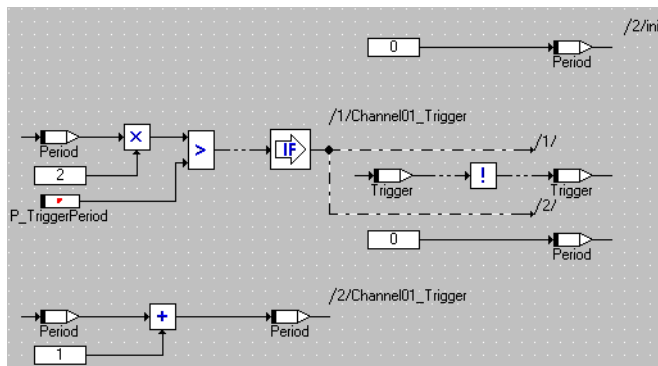 /2/ini
0
Period
/1/Channel01_Trigger
Period
×
>
IF
/1/
2
Trigger
!
Trigger
P_TriggerPeriod
/2/
0
Period
/2/Channel01_Trigger
Period
+
Period
1